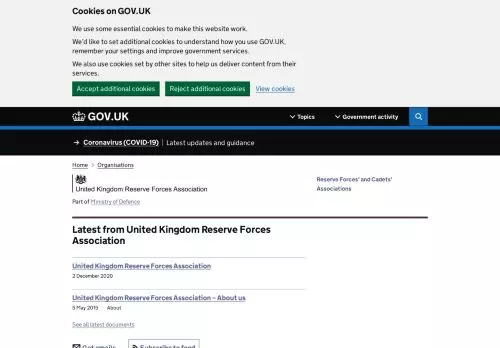 Cookies on GOV.UK
We use some essential cookies to make this website work.
We'd like to set additional cookies to understand how you use GOV.UK,
remember your settings and improve government services.
We also use cookies set by other sites to help us deliver content from their
services.
Accept additional cookies Reject additional cookies View cookies
GOV.UK Topics Government activity
→ Coronavirus (COVID-19) Latest updates and guidance
Home Organisations
United Kingdom Reserve Forces Association
Reserve Forces' and Cadets'
Associations
Part of Ministry of Defence
Latest from United Kingdom Reserve Forces
Association
United Kingdom Reserve Forces Association
2 December 2020
United Kingdom Reserve Forces Association – About us
5 May 2015 About
See all latest documents
Get emails Subscribe to feed